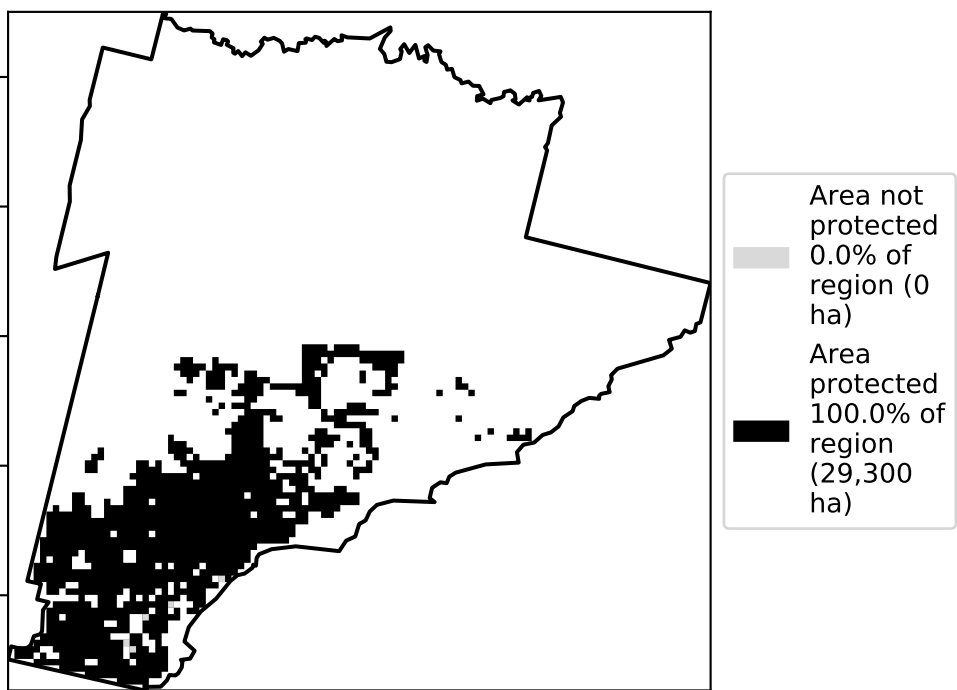 Area not
protected
0.0% of
region (0
ha)
Area
protected
100.0% of
region
(29,300
ha)